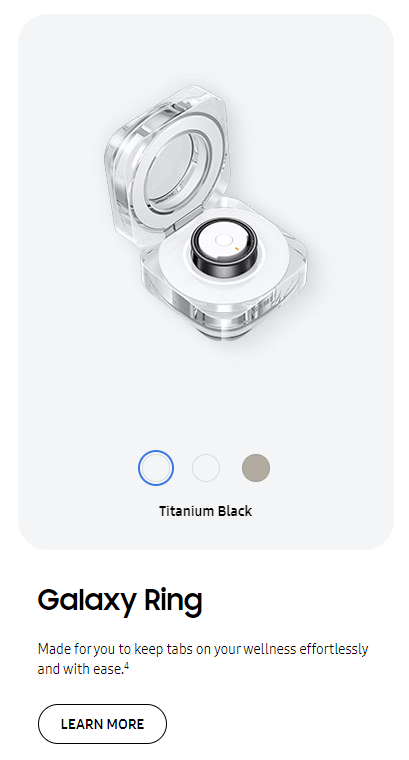 Titanium Black
Galaxy Ring
Made for you to keep tabs on your wellness effortlessly
and with ease.⁴
LEARN MORE